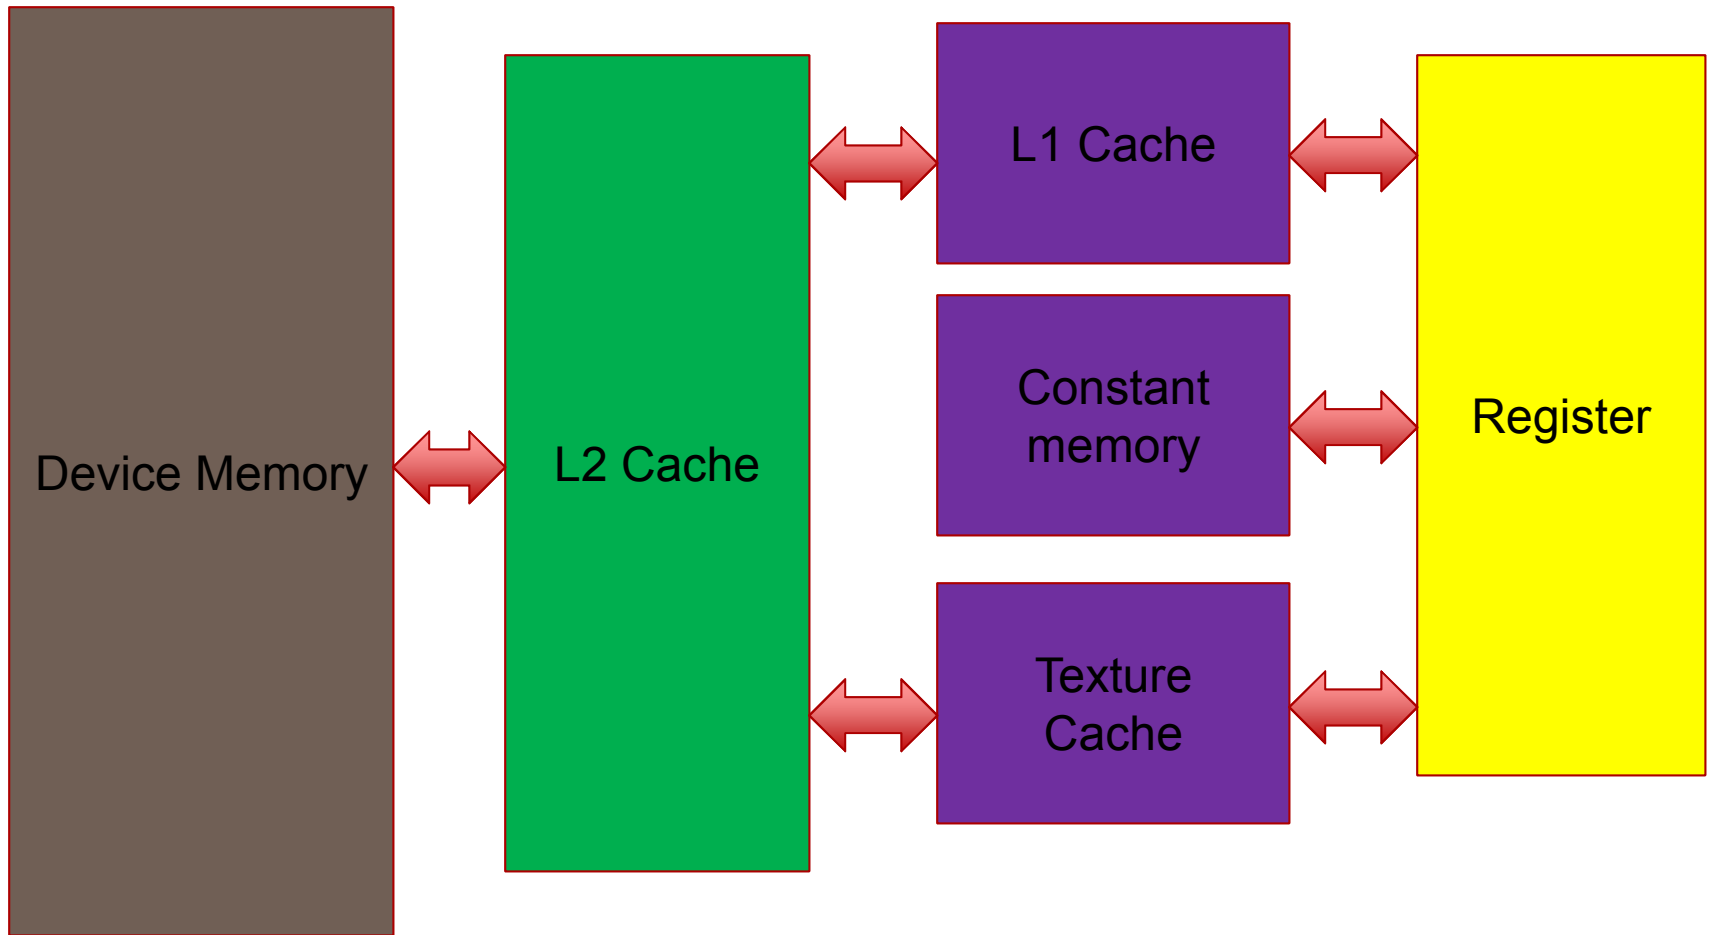 Device Memory
L2 Cache
L1 Cache
Constant
memory
Texture
Cache
Register